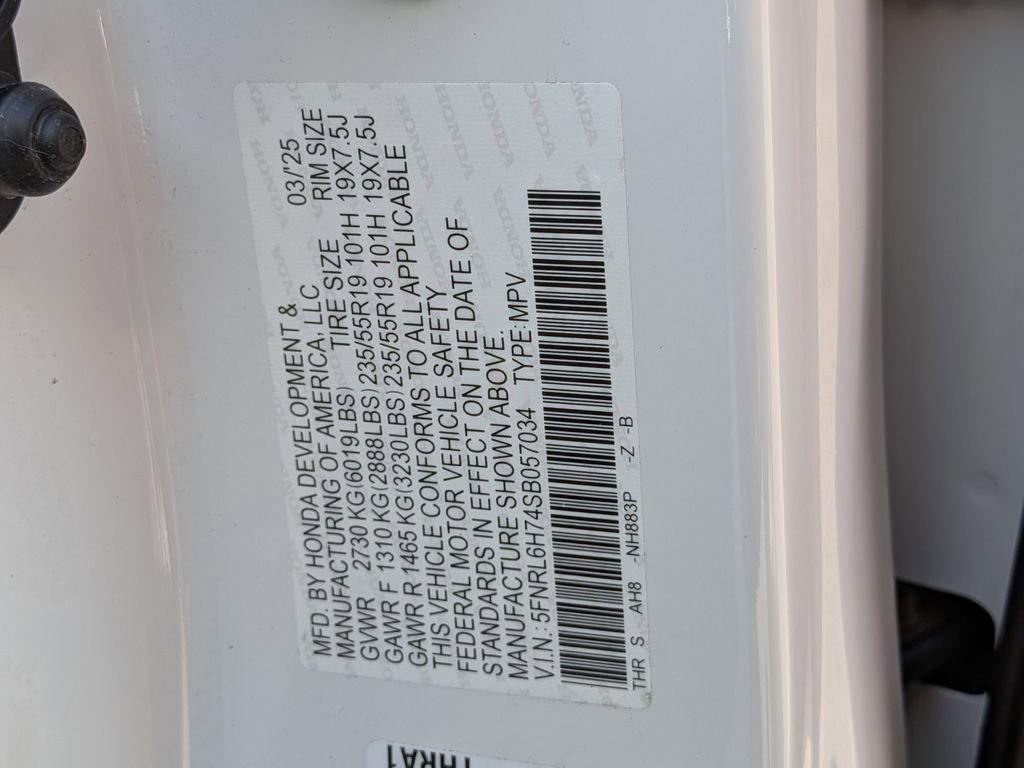 MFD. BY HONDA DEVELOPMENT &
MANUFACTURING OF AMERICA, LLC 03/'25
TIRE SIZE RIM SIZE
GVWR 2730 KG(6019LBS)
GAWR F 1310 KG(2888LBS) 235/55R19 101H 19X7.5J
GAWR R 1465 KG(3230LBS) 235/55R19 101H 19X7.5J
THIS VEHICLE CONFORMS TO ALL APPLICABLE
FEDERAL MOTOR VEHICLE SAFETY
STANDARDS IN EFFECT ON THE DATE OF
MANUFACTURE SHOWN ABOVE.
V.I.N.:5FNRL6H74SB057034 TYPE:MPV
THR S AH8 -NH883P -Z -B
HRA1